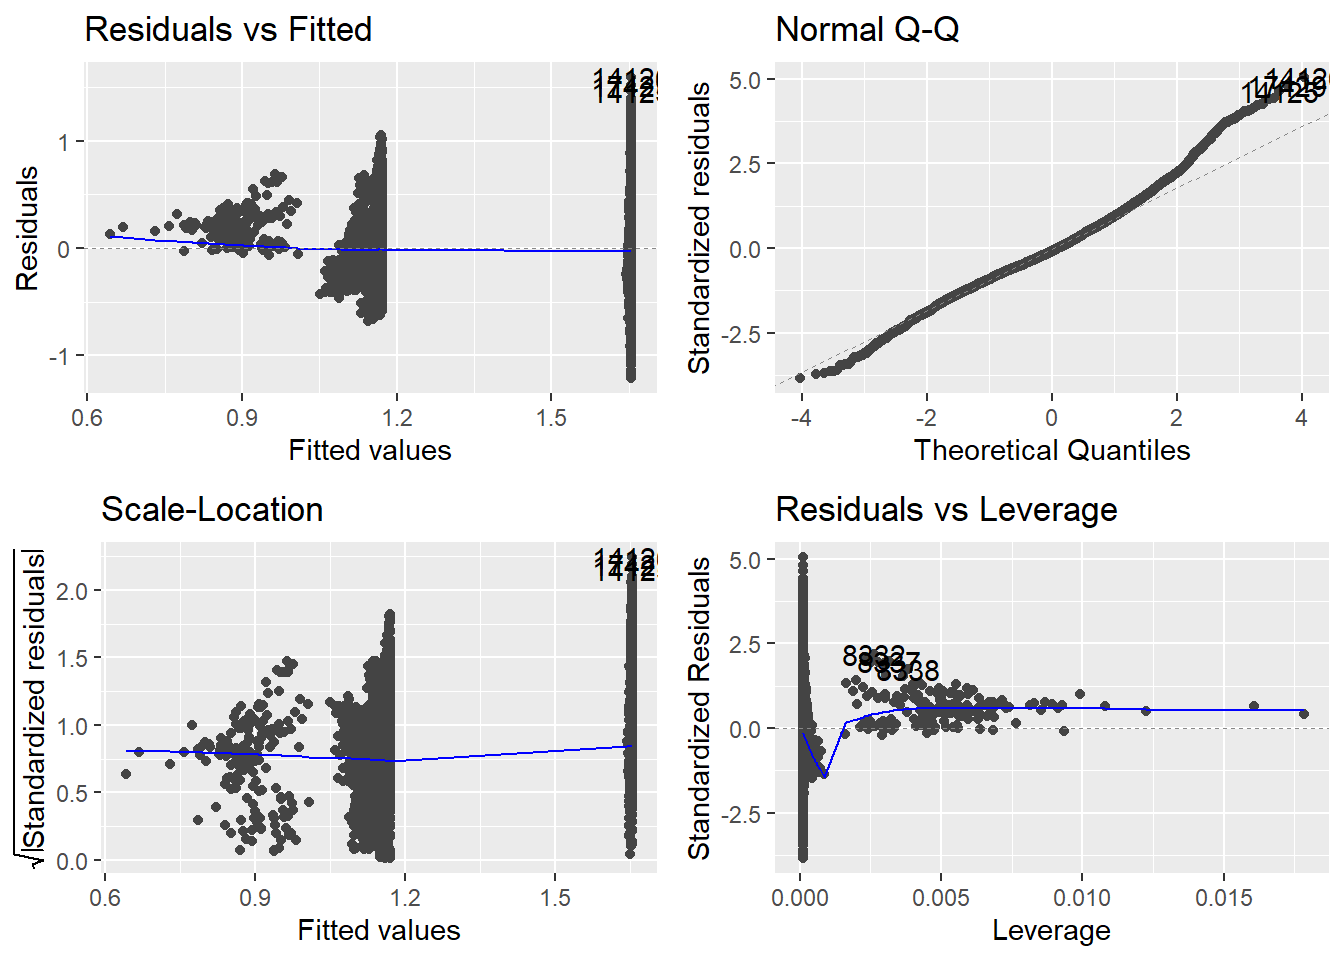 Residuals vs Fitted
1
0
-1
Residuals
0.6 0.9 1.2 1.5
Fitted values
Normal Q-Q
5.0
2.5
0.0
-2.5
Standardized residuals
-4 -2 0 2 4
Theoretical Quantiles
Scale-Location
2.0
1.5
1.0
0.5
0.0
√|Standardized residuals|
0.6 0.9 1.2 1.5
Fitted values
Residuals vs Leverage
5.0
2.5
0.0
-2.5
Standardized Residuals
0.000 0.005 0.010 0.015
Leverage